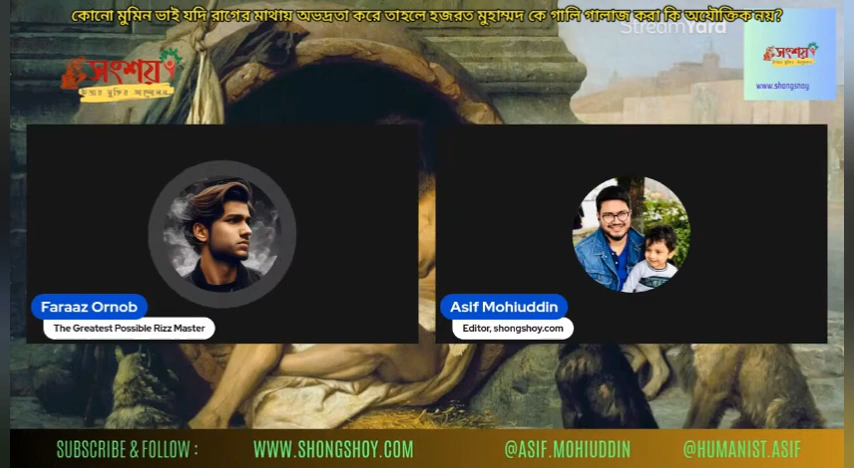 কোনো মুমিন ভাই যদি রাগের মাথায় অভদ্রতা করে তাহলে হজরত মুহাম্মদ কে গালি গালাজ করা কি অযৌক্তিক নয়?
StreamYard
সংশয়
www.shongshoy
Faraaz Ornob
The Greatest Possible Rizz Master
Asif Mohiuddin
Editor, shongshoy.com
SUBSCRIBE & FOLLOW :
WWW.SHONGSHOY.COM
@ASIF.MOHIUDDIN
@HUMANIST.ASIF